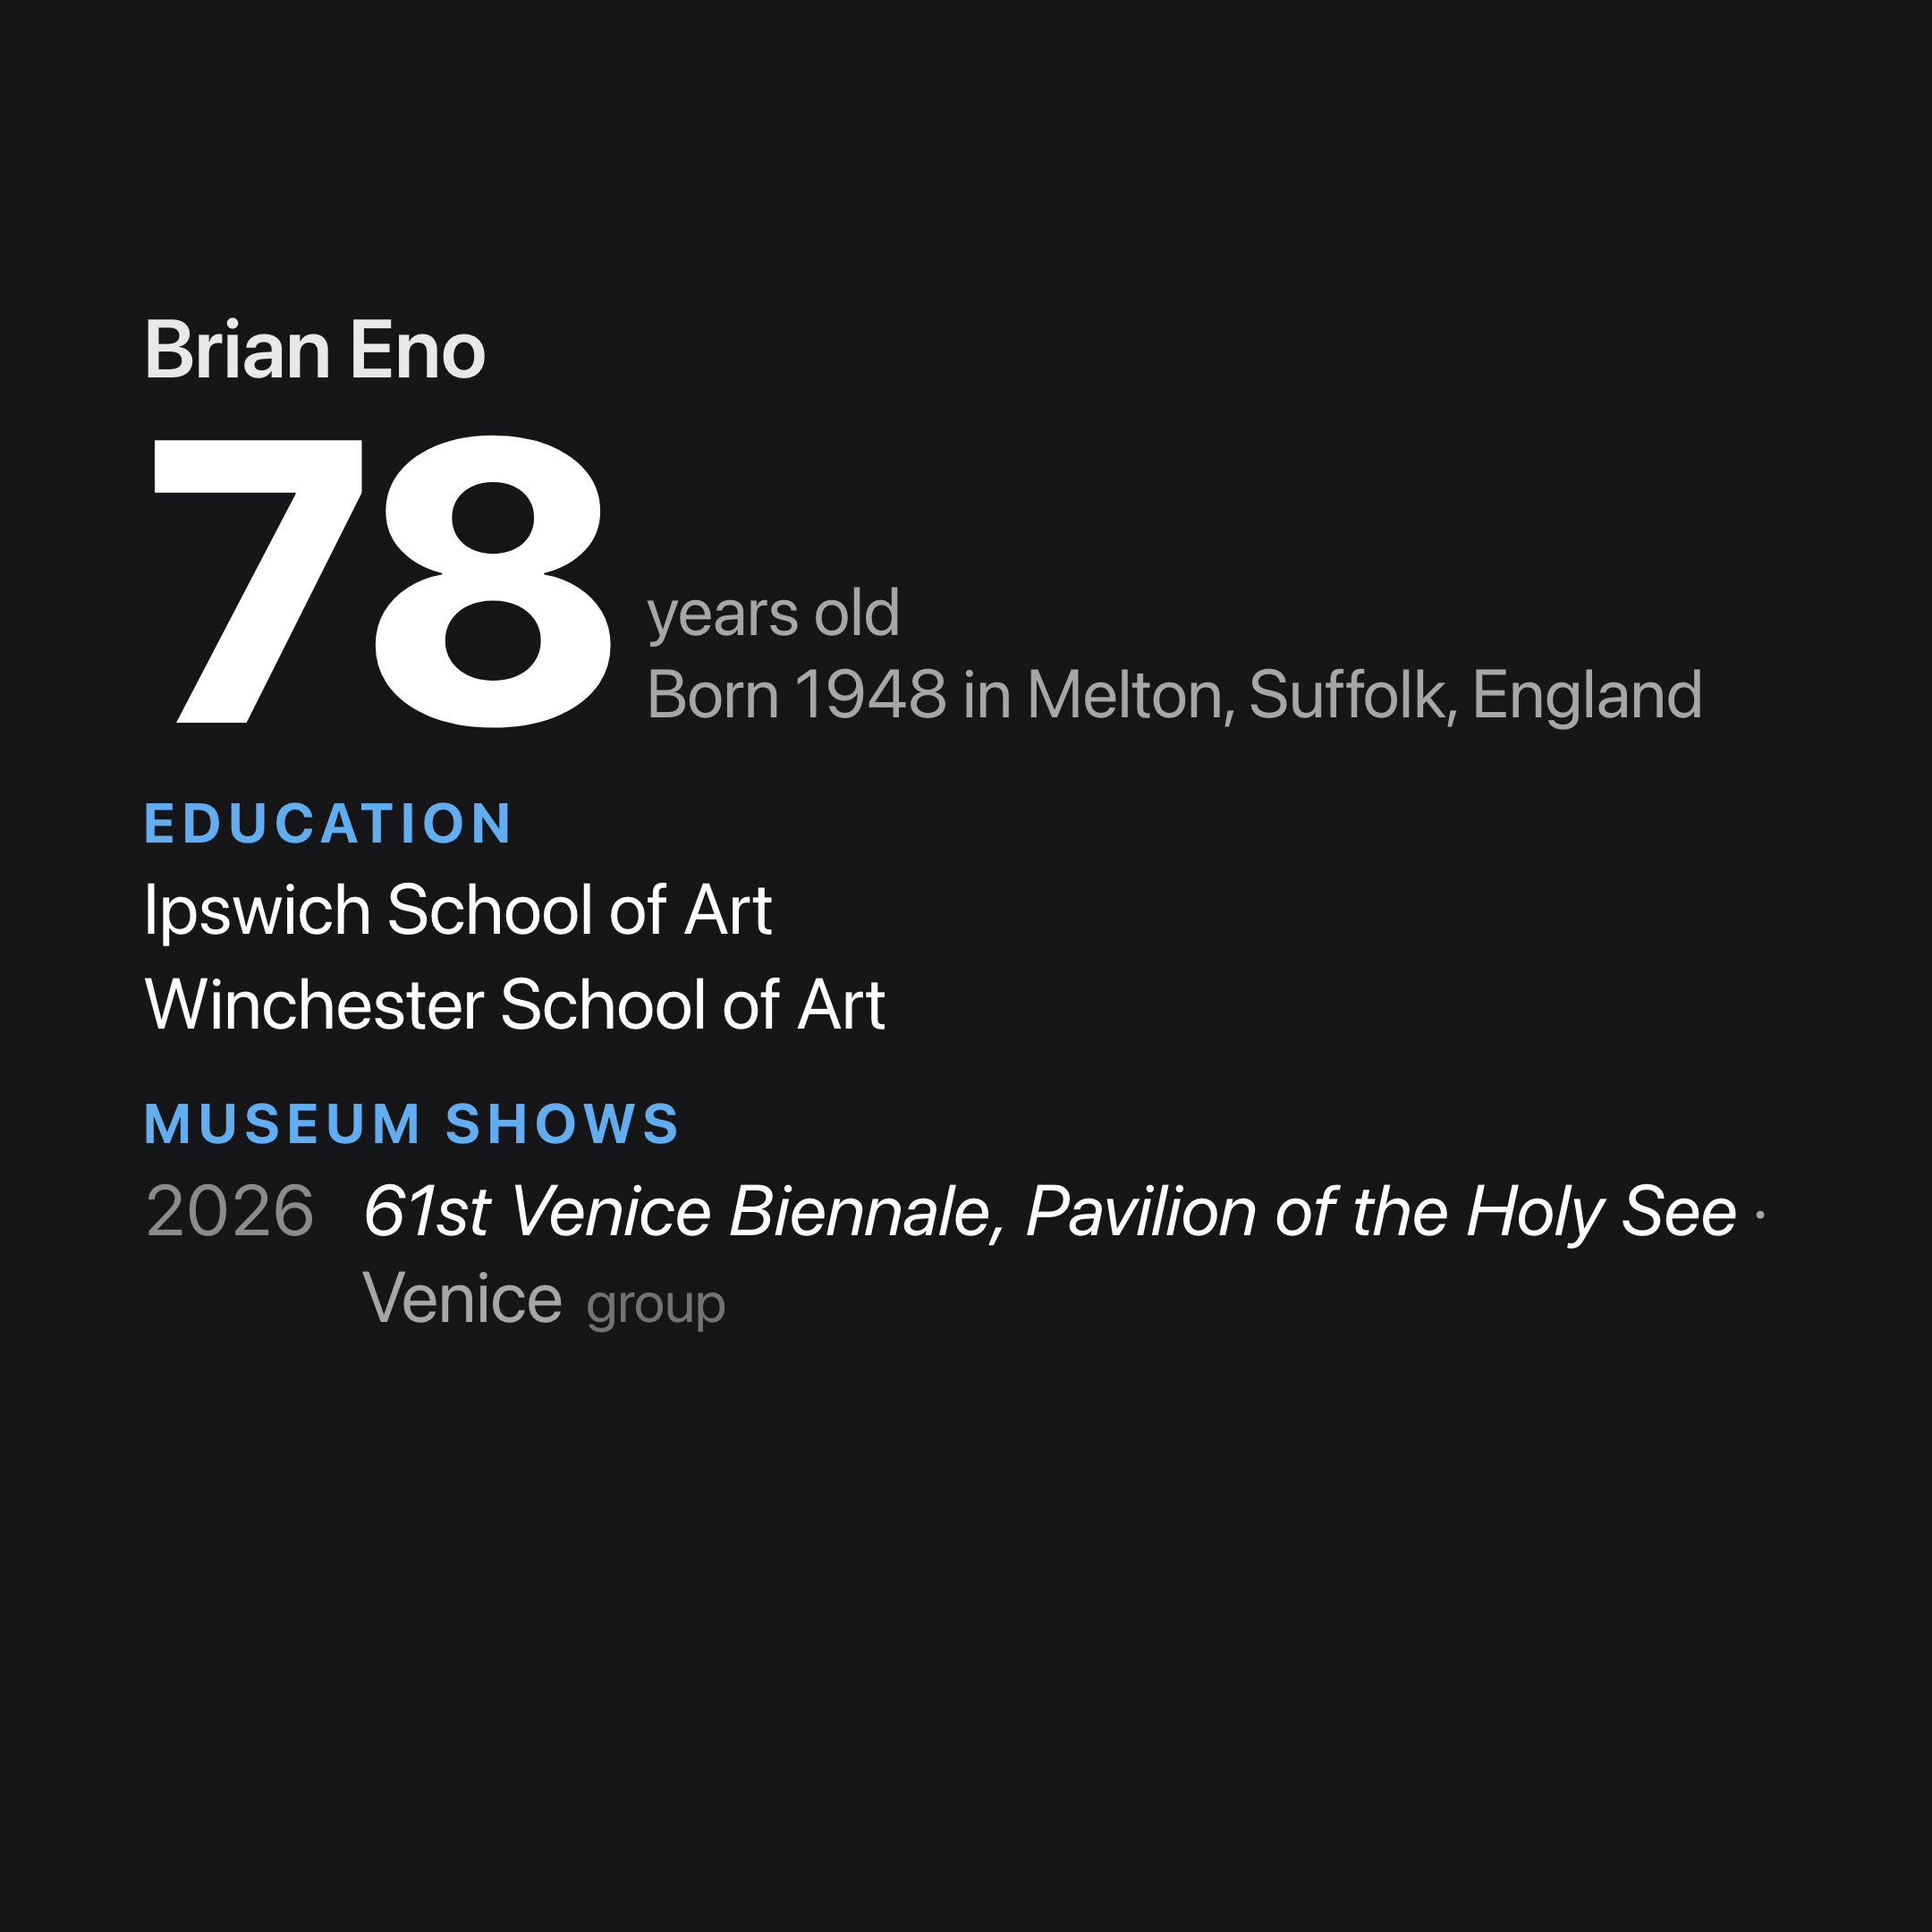 Brian Eno
78 years old
Born 1948 in Melton, Suffolk, England
EDUCATION
Ipswich School of Art
Winchester School of Art
MUSEUM SHOWS
2026 61st Venice Biennale, Pavilion of the Holy See ·
Venice group